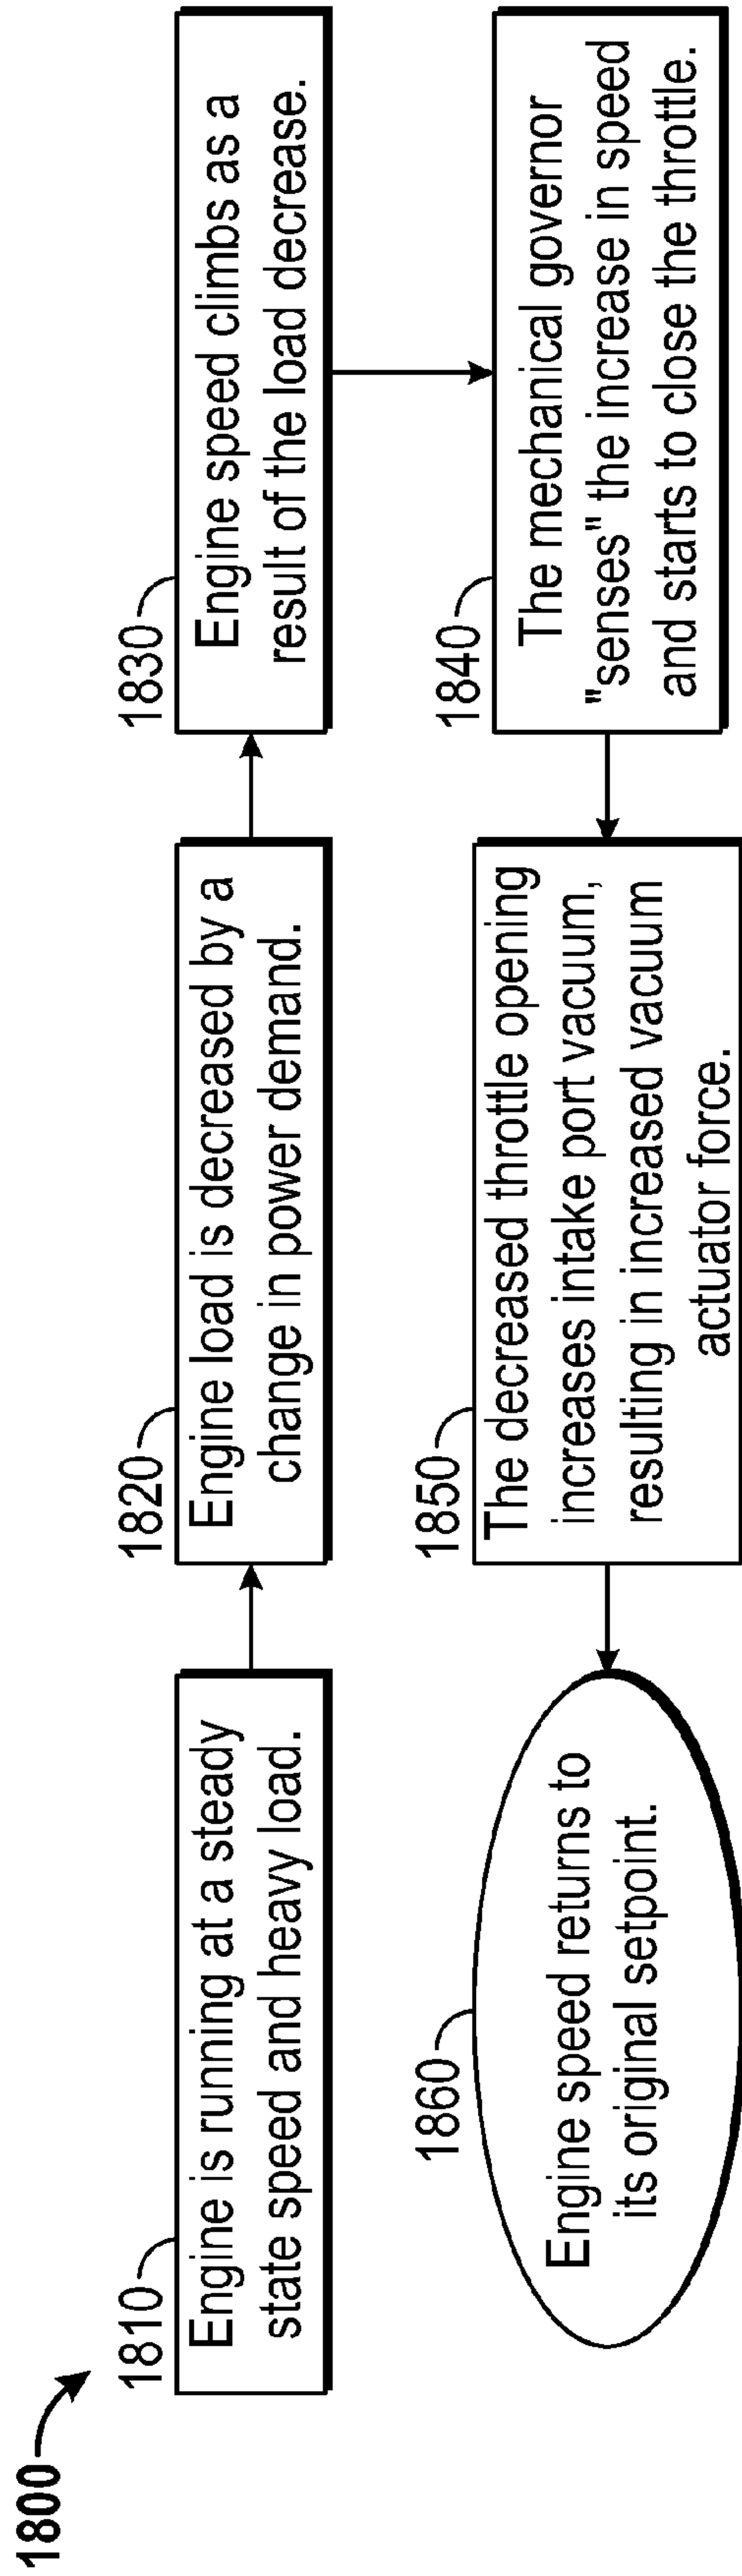 1800
1810
Engine is running at a steady
state speed and heavy load.
1820
Engine load is decreased by a
change in power demand.
1830
Engine speed climbs as a
result of the load decrease.
1840
The mechanical governor
"senses" the increase in speed
and starts to close the throttle.
1850
The decreased throttle opening
increases intake port vacuum,
resulting in increased vacuum
actuator force.
1860
Engine speed returns to
its original setpoint.